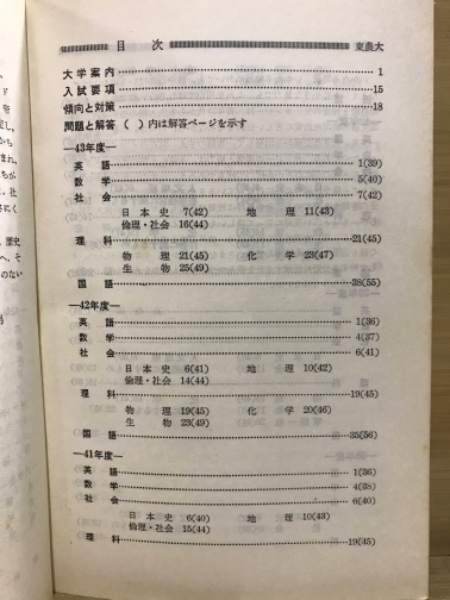 目次 東農大
大学案内 1
入試要項 15
傾向と対策 18
問題と解答 ( )内は解答ページを示す
―43年度―
英語 1(39)
数学 5(40)
社会 7(42)
日本史 7(42) 地理 11(43)
倫理・社会 16(44)
理科 21(45)
物理 21(45) 化学 23(47)
生物 25(49)
国語 38(55)
―42年度―
英語 1(36)
数学 4(37)
社会 6(41)
日本史 6(41) 地理 10(42)
倫理・社会 14(44)
理科 19(45)
物理 19(45) 化学 20(46)
生物 23(49)
国語 35(56)
―41年度―
英語 1(36)
数学 4(38)
社会 6(40)
日本史 6(40) 地理 10(43)
倫理・社会 15(44)
理科 19(45)